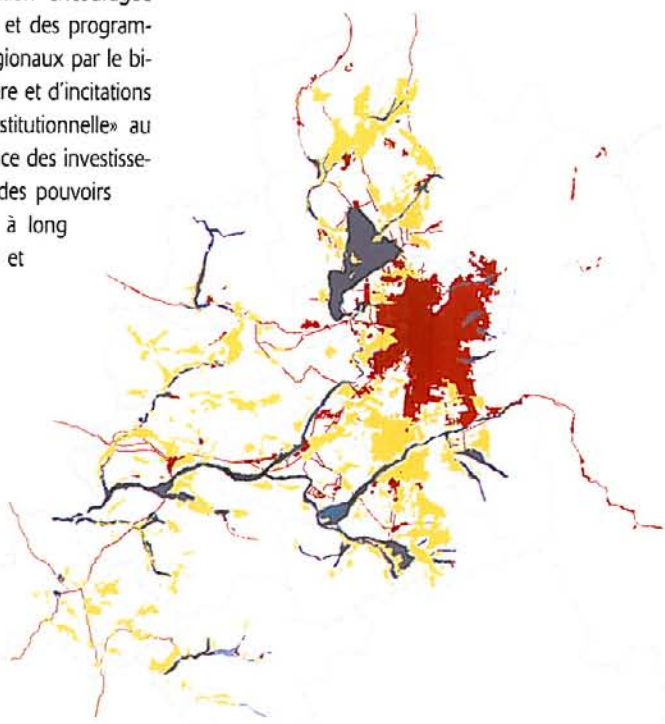 et des program-
gionaux par le bi-
re et d'incitations
stitutionnelle» au
ce des investisse-
des pouvoirs
à long
et